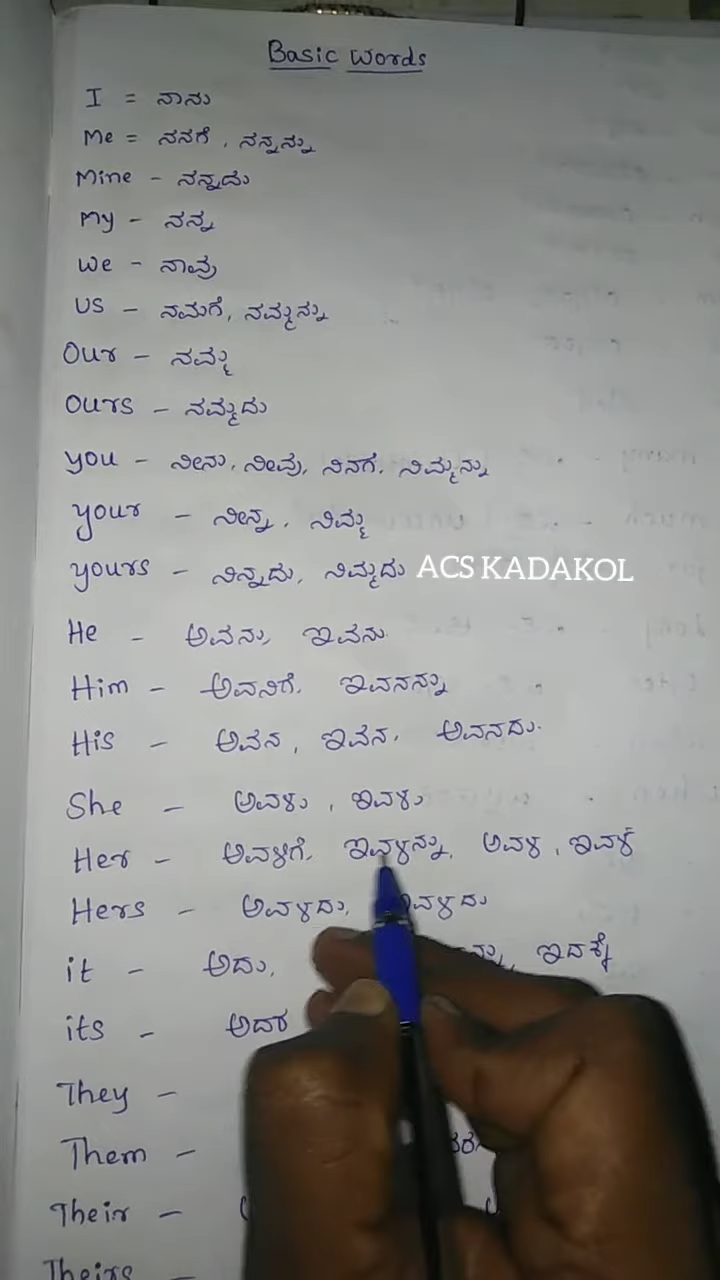 Basic Words
I = ನಾನು
Me = ನನಗೆ, ನನ್ನನ್ನು
Mine - ನನ್ನದು
My - ನನ್ನ
We - ನಾವು
US - ನಮಗೆ, ನಮ್ಮನ್ನು
Our - ನಮ್ಮ
Ours - ನಮ್ಮದು
you - ನೀನು, ನೀವು, ನಿನಗೆ, ನಿಮ್ಮನ್ನು
your - ನೀನ್ನ, ನಿಮ್ಮ
yours - ನಿನ್ನದು, ನಿಮ್ಮದು ACS KADAKOL
He - ಅವನು, ಇವನು
Him - ಅವನಿಗೆ, ಇವನನ್ನು
His - ಅವನ, ಇವನ, ಅವನದು.
She - ಅವಳು, ಇವಳು
Her - ಅವಳಿಗೆ, ಇವಳನ್ನು, ಅವಳ, ಇವಳ
Hers - ಅವಳದು,
it - ಅದು, ಇದಕ್ಕೆ
its - ಅದರ
They -
Them -
Their -
Theirs -